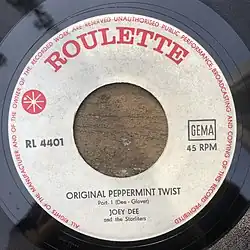 ALL RIGHTS OF THE MANUFACTURER AND OF THE OWNER OF THE RECORDED WORK ARE RESERVED UNAUTHORISED PUBLIC PERFORMANCE BROADCASTING AND COPYING OF THIS RECORD PROHIBITED
ROULETTE
RL 4401
GEMA
45 RPM
ORIGINAL PEPPERMINT TWIST
Part. 1 (Dee - Glover)
JOEY DEE
and the Starliters